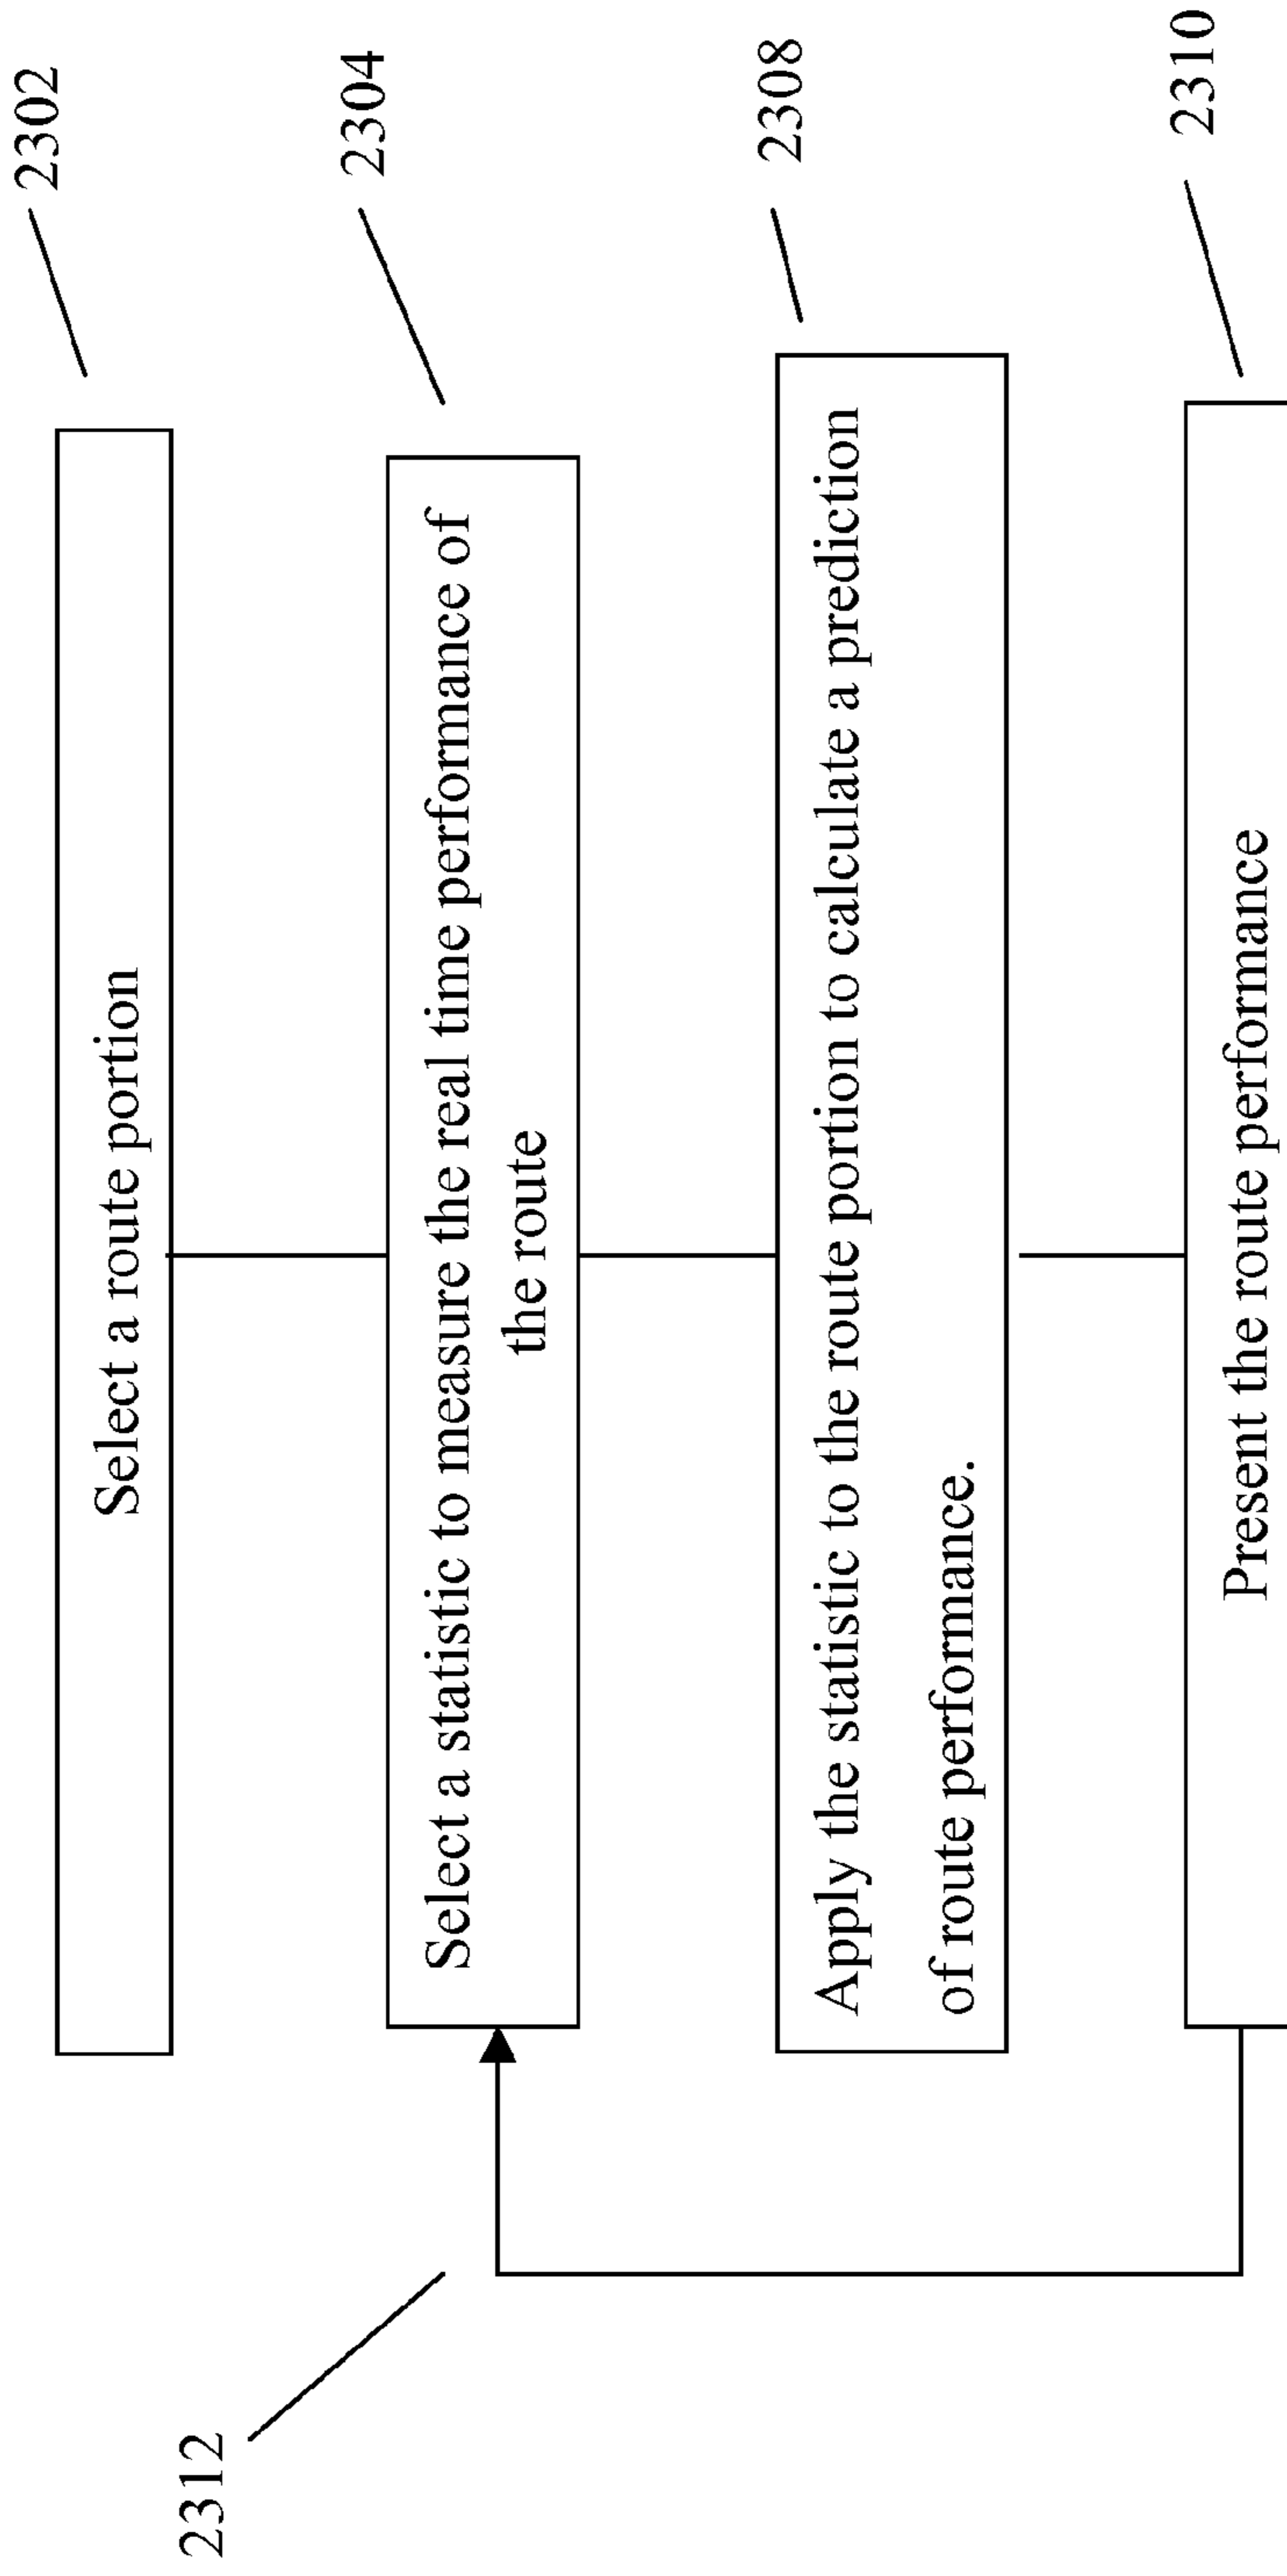 2302
Select a route portion
2304
Select a statistic to measure the real time performance of
the route
2308
Apply the statistic to the route portion to calculate a prediction
of route performance.
2310
Present the route performance
2312